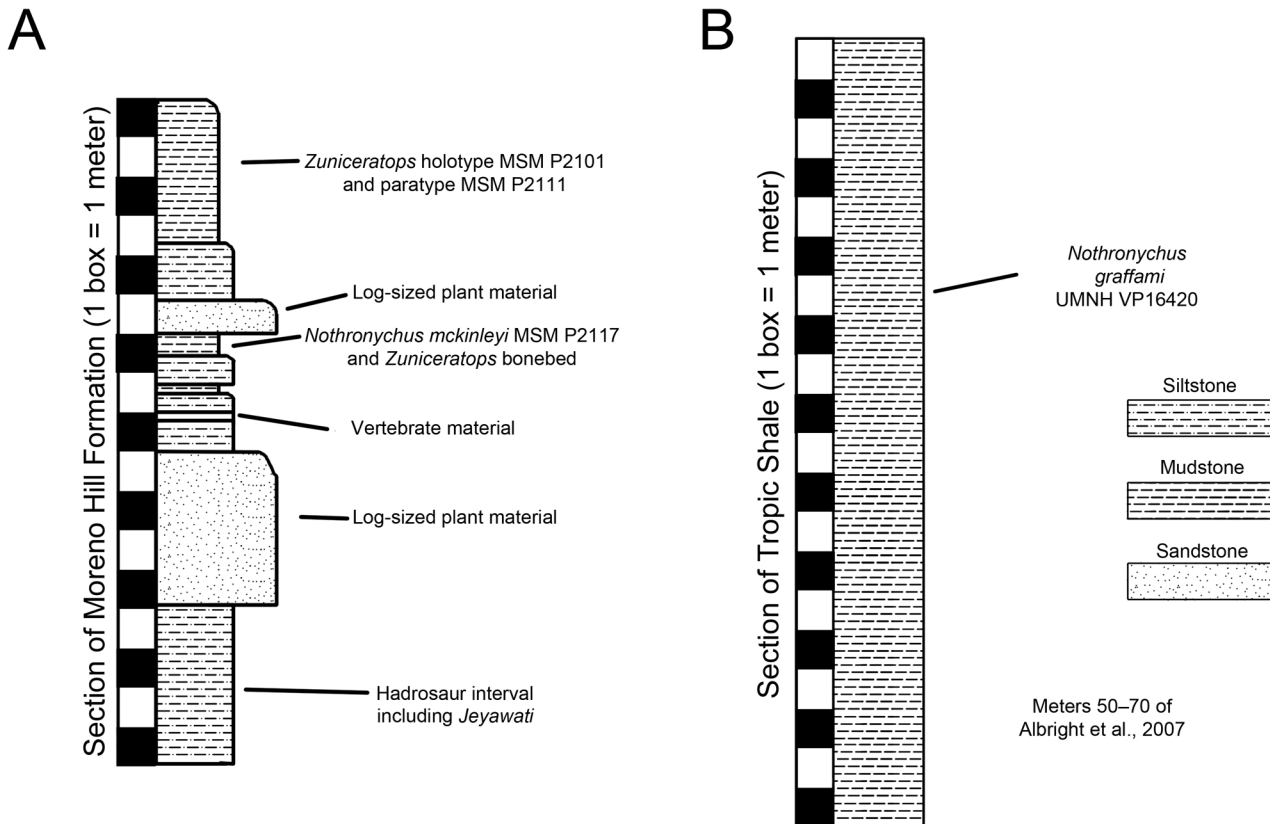 A
Section of Moreno Hill Formation (1 box = 1 meter)
Zuniceratops holotype MSM P2101
and paratype MSM P2111
Log-sized plant material
Nothronychus mckinleyi MSM P2117
and Zuniceratops bonebed
Vertebrate material
Log-sized plant material
Hadrosaur interval
including Jeyawati
B
Section of Tropic Shale (1 box = 1 meter)
Nothronychus
graffami
UMNH VP16420
Siltstone
Mudstone
Sandstone
Meters 50–70 of
Albright et al., 2007